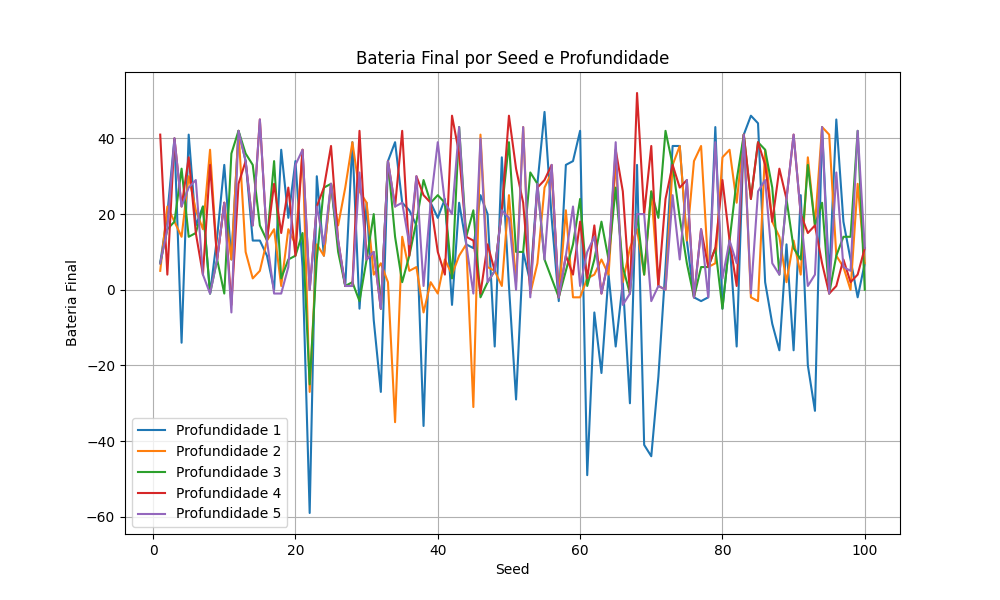 Bateria Final por Seed e Profundidade
Bateria Final
40
20
0
−20
−40
−60
Profundidade 1
Profundidade 2
Profundidade 3
Profundidade 4
Profundidade 5
0 20 40 60 80 100
Seed